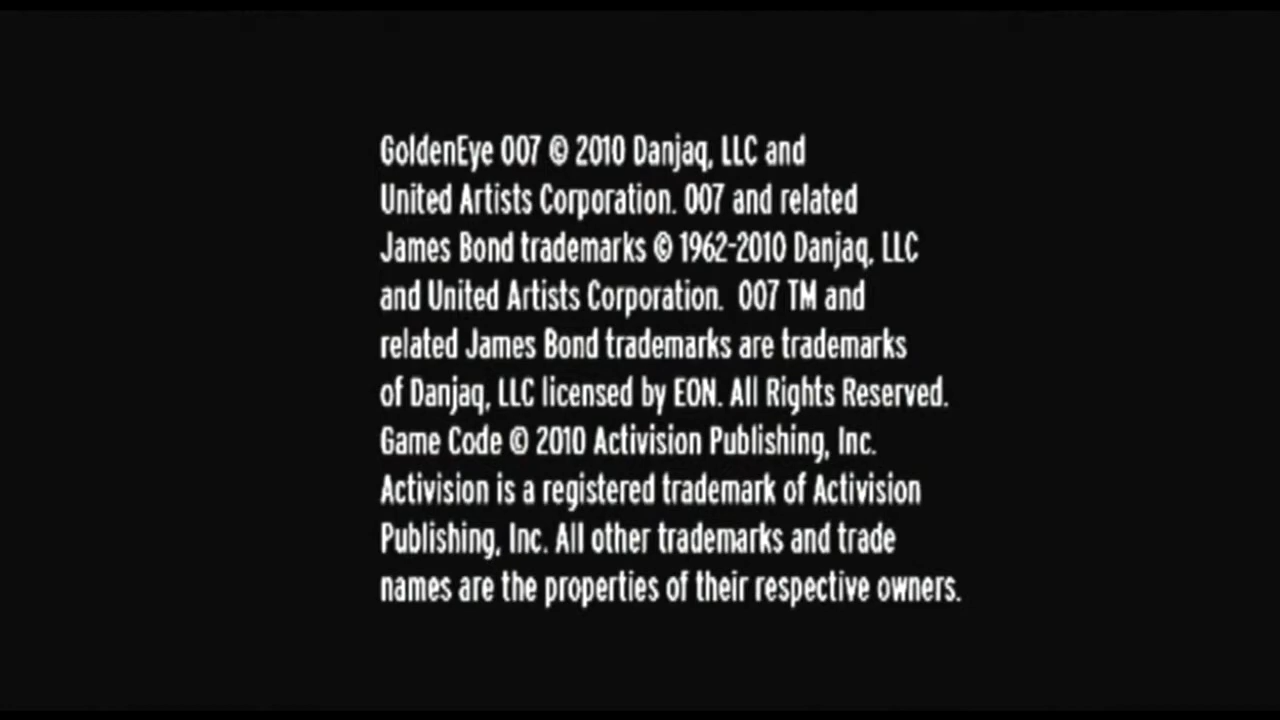 GoldenEye 007 © 2010 Danjaq, LLC and
United Artists Corporation. 007 and related
James Bond trademarks © 1962-2010 Danjaq, LLC
and United Artists Corporation.  007 TM and
related James Bond trademarks are trademarks
of Danjaq, LLC licensed by EON. All Rights Reserved.
Game Code © 2010 Activision Publishing, Inc.
Activision is a registered trademark of Activision
Publishing, Inc. All other trademarks and trade
names are the properties of their respective owners.